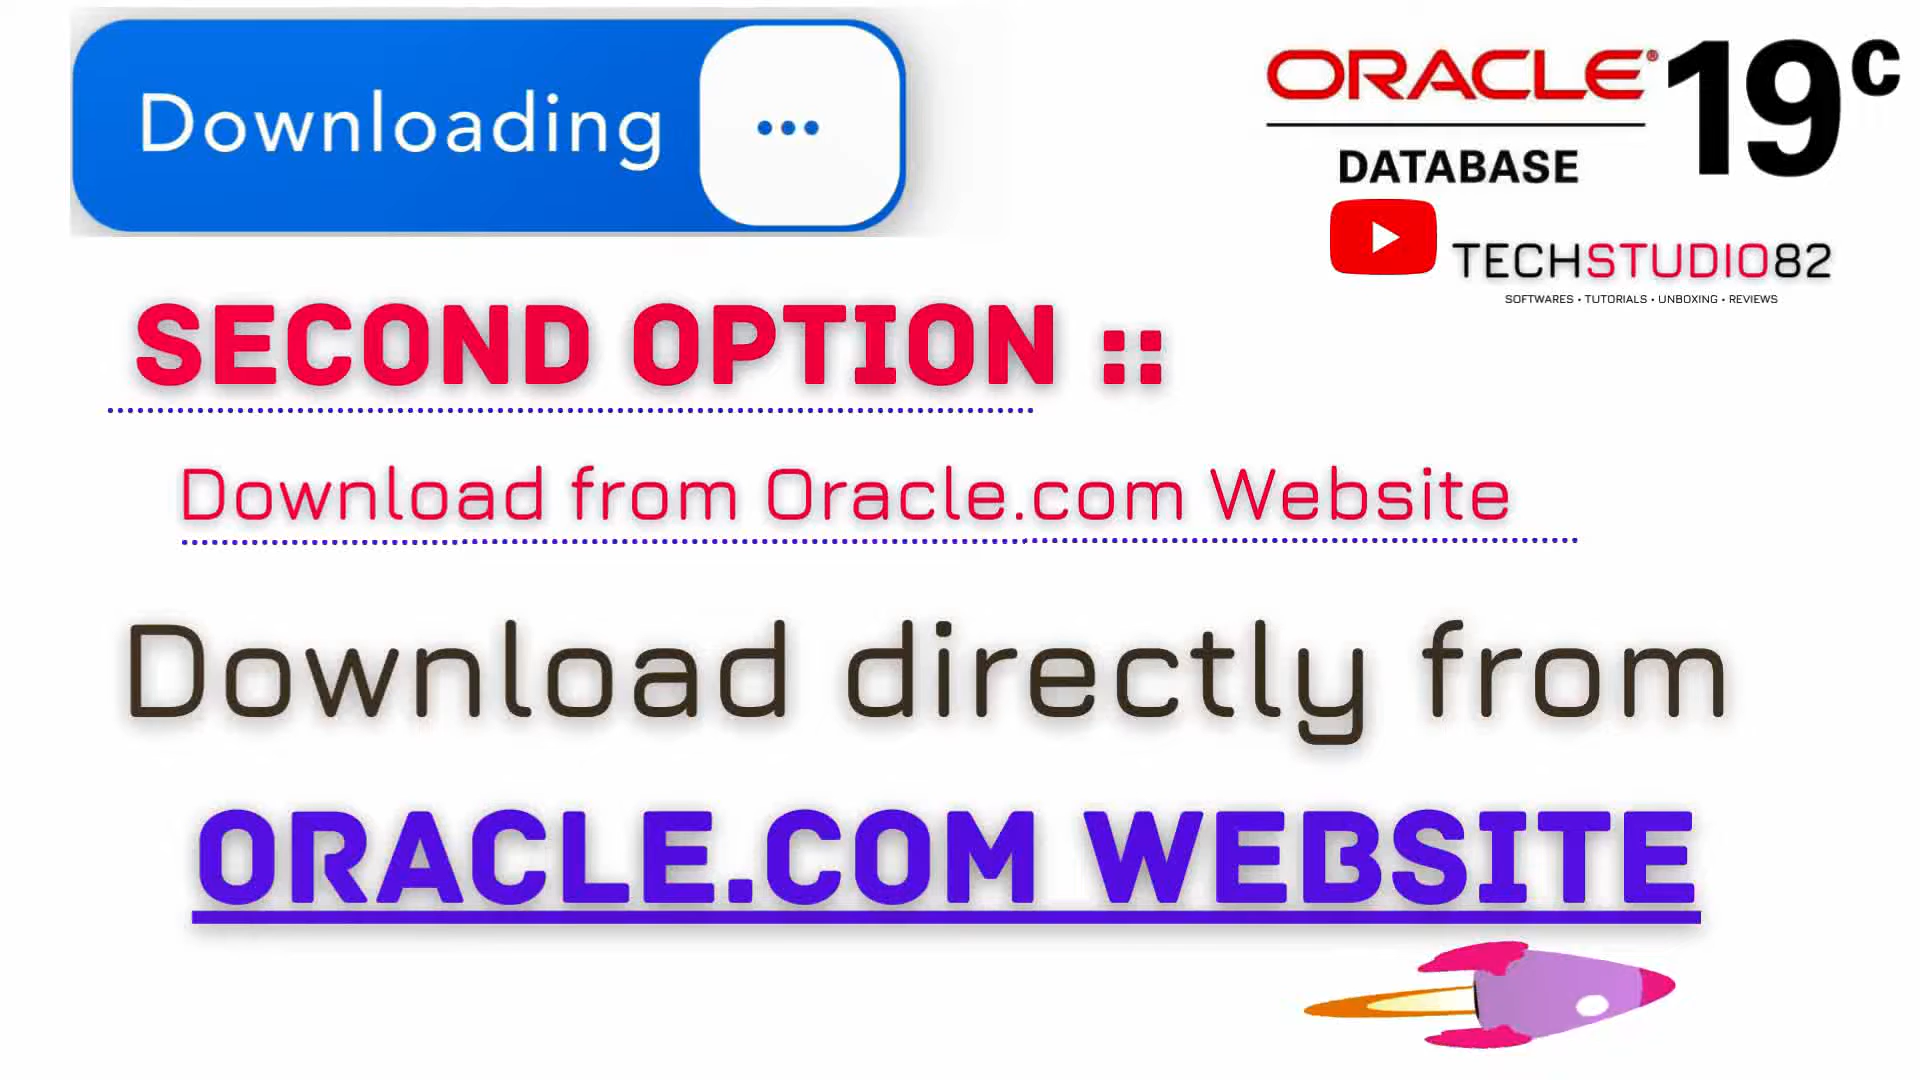 Downloading ...
ORACLE® 19c
DATABASE
TECHSTUDIO82
SOFTWARES • TUTORIALS • UNBOXING • REVIEWS
SECOND OPTION ::
Download from Oracle.com Website
Download directly from
ORACLE.COM WEBSITE